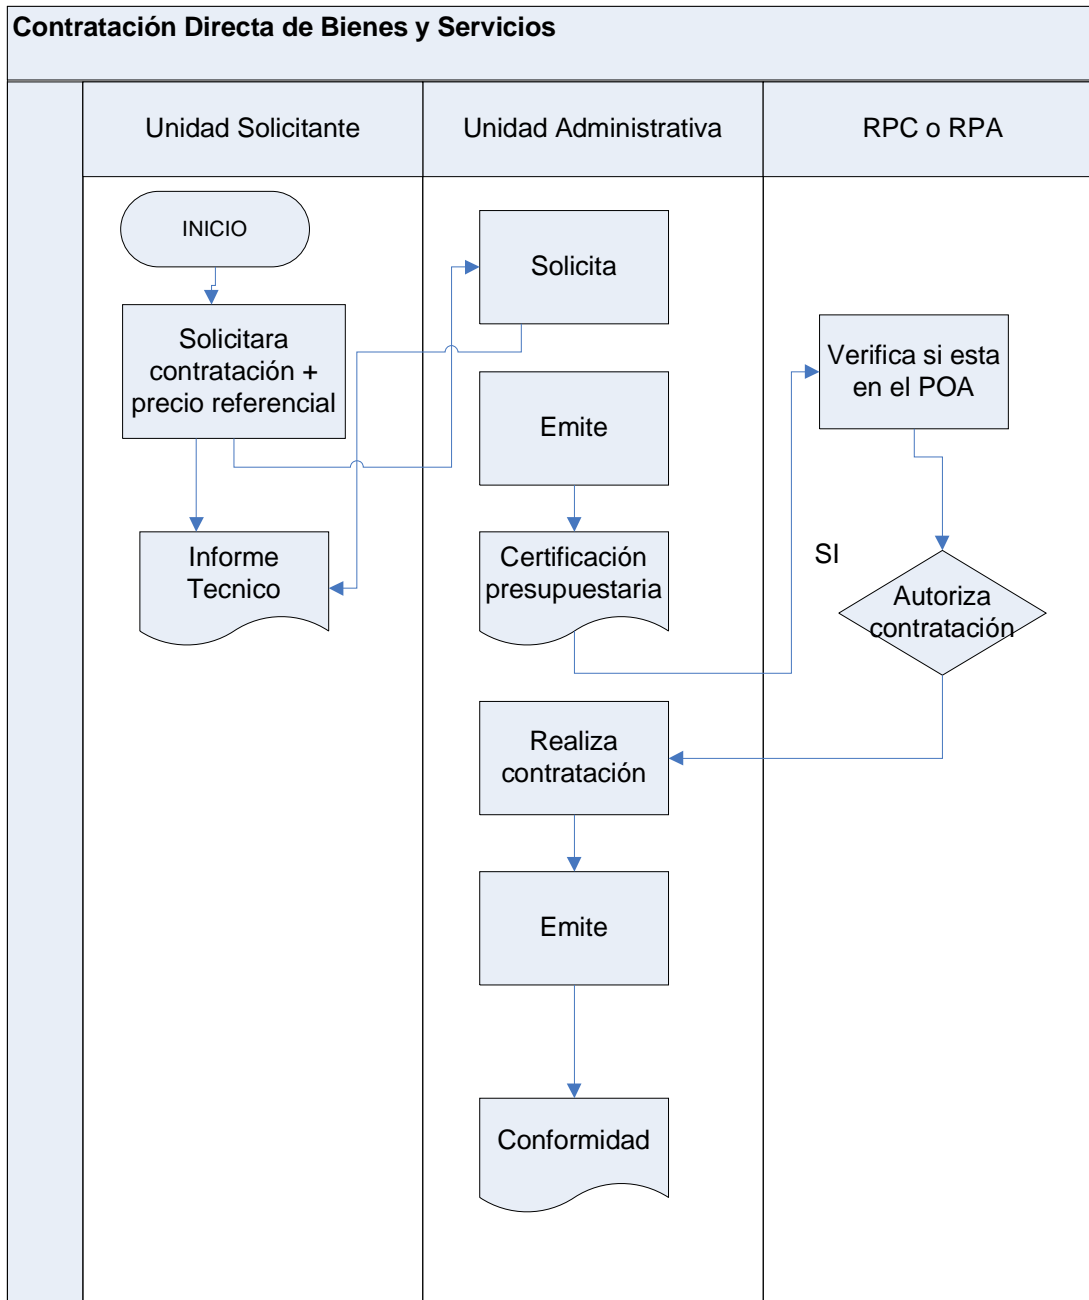 Contratación Directa de Bienes y Servicios
Unidad Solicitante
Unidad Administrativa
RPC o RPA
INICIO
Solicitara
contratación +
precio referencial
Informe
Tecnico
Solicita
Emite
Certificación
presupuestaria
Verifica si esta
en el POA
SI
Autoriza
contratación
Realiza
contratación
Emite
Conformidad